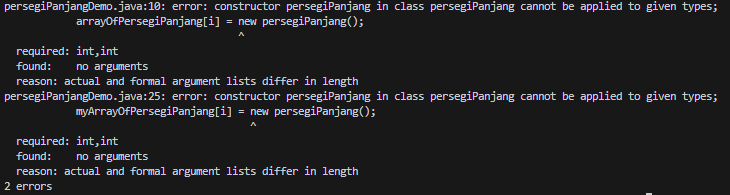 persegiPanjangDemo.java:10: error: constructor persegiPanjang in class persegiPanjang cannot be applied to given types;
            arrayOfPersegiPanjang[i] = new persegiPanjang();
                                       ^
  required: int,int
  found:    no arguments
  reason: actual and formal argument lists differ in length
persegiPanjangDemo.java:25: error: constructor persegiPanjang in class persegiPanjang cannot be applied to given types;
            myArrayOfPersegiPanjang[i] = new persegiPanjang();
                                         ^
  required: int,int
  found:    no arguments
  reason: actual and formal argument lists differ in length
2 errors